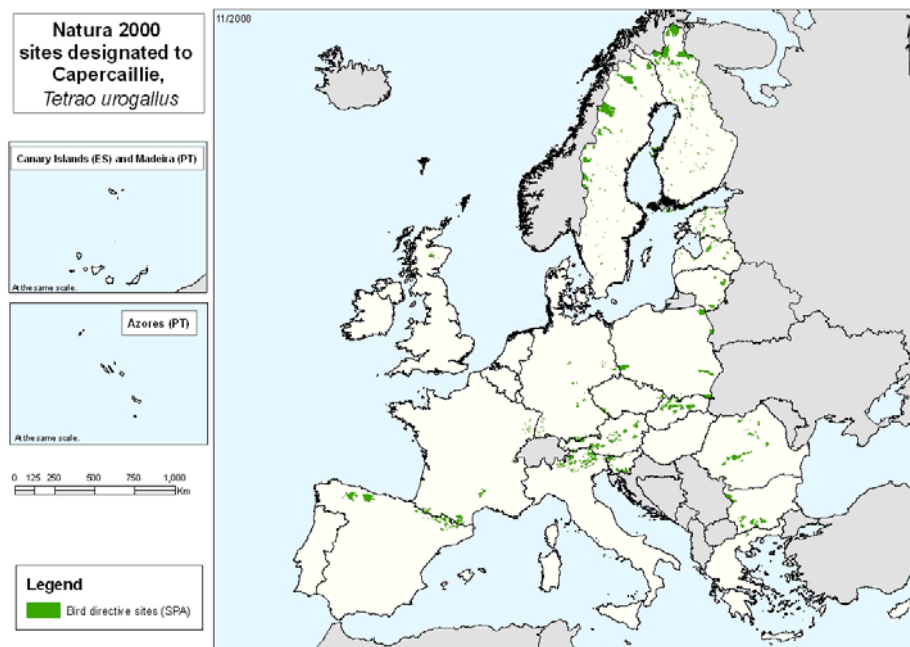 Natura 2000
sites designated to
Capercaillie,
Tetrao urogallus
11/2008
Canary Islands (ES) and Madeira (PT)
At the same scale.
Azores (PT)
At the same scale.
0 125 250 500 750 1,000
Km
Legend
Bird directive sites (SPA)